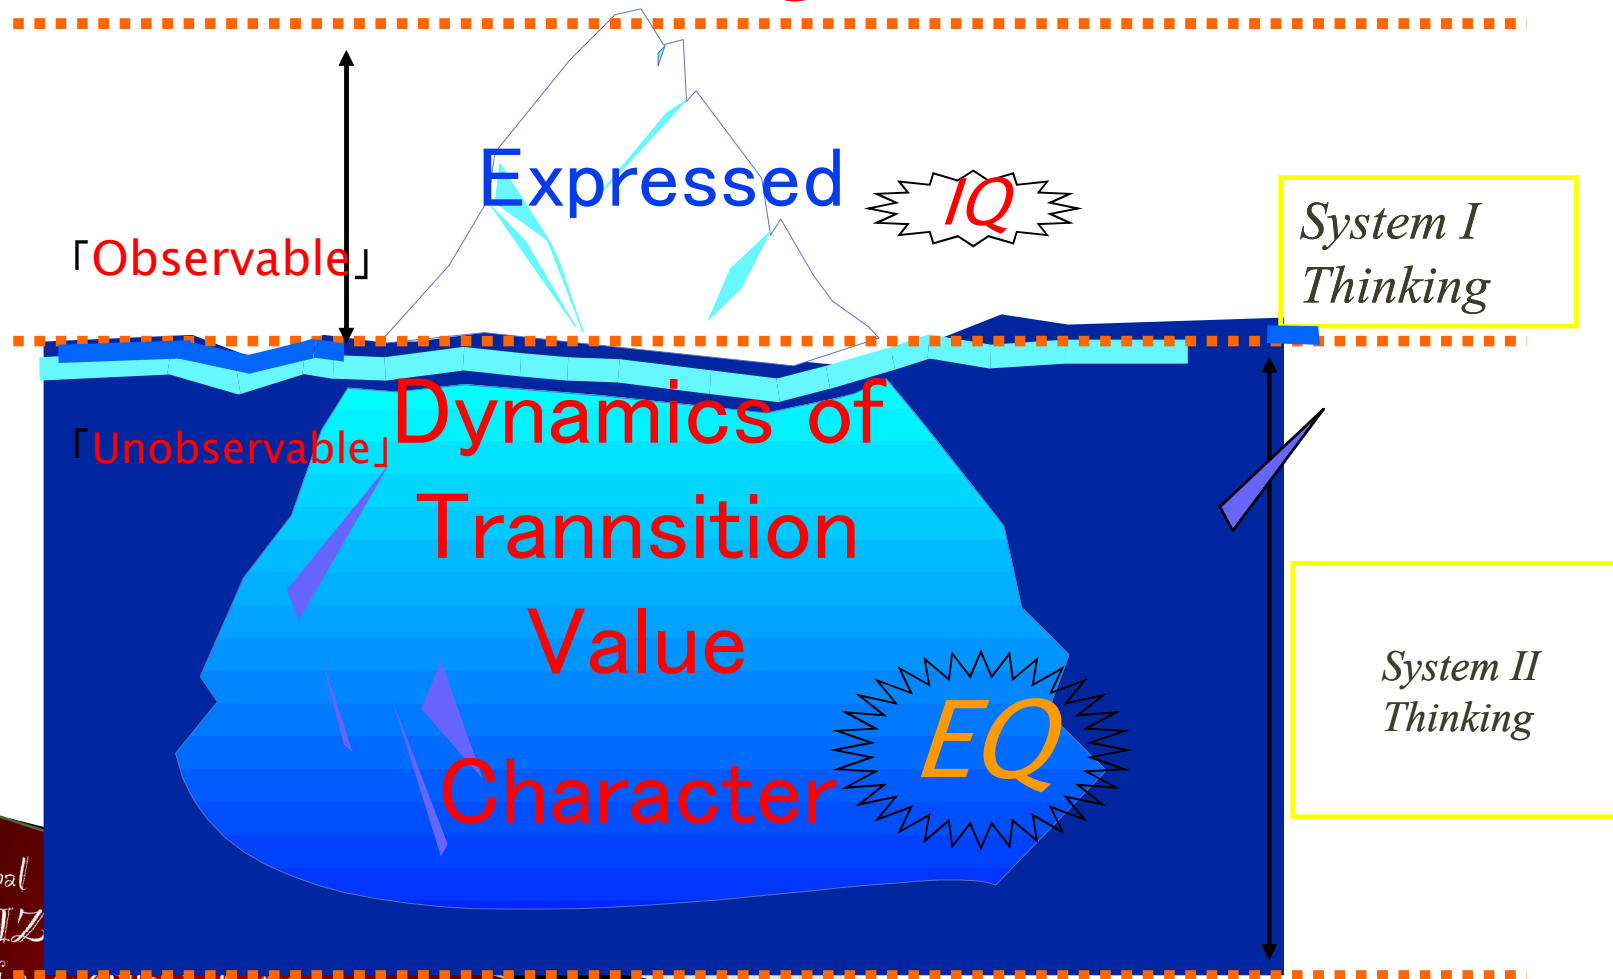 Expressed
IQ
System I
Thinking
「Observable」
Dynamics of
「Unobservable」
Trannsition
Value
System II
Thinking
EQ
Character